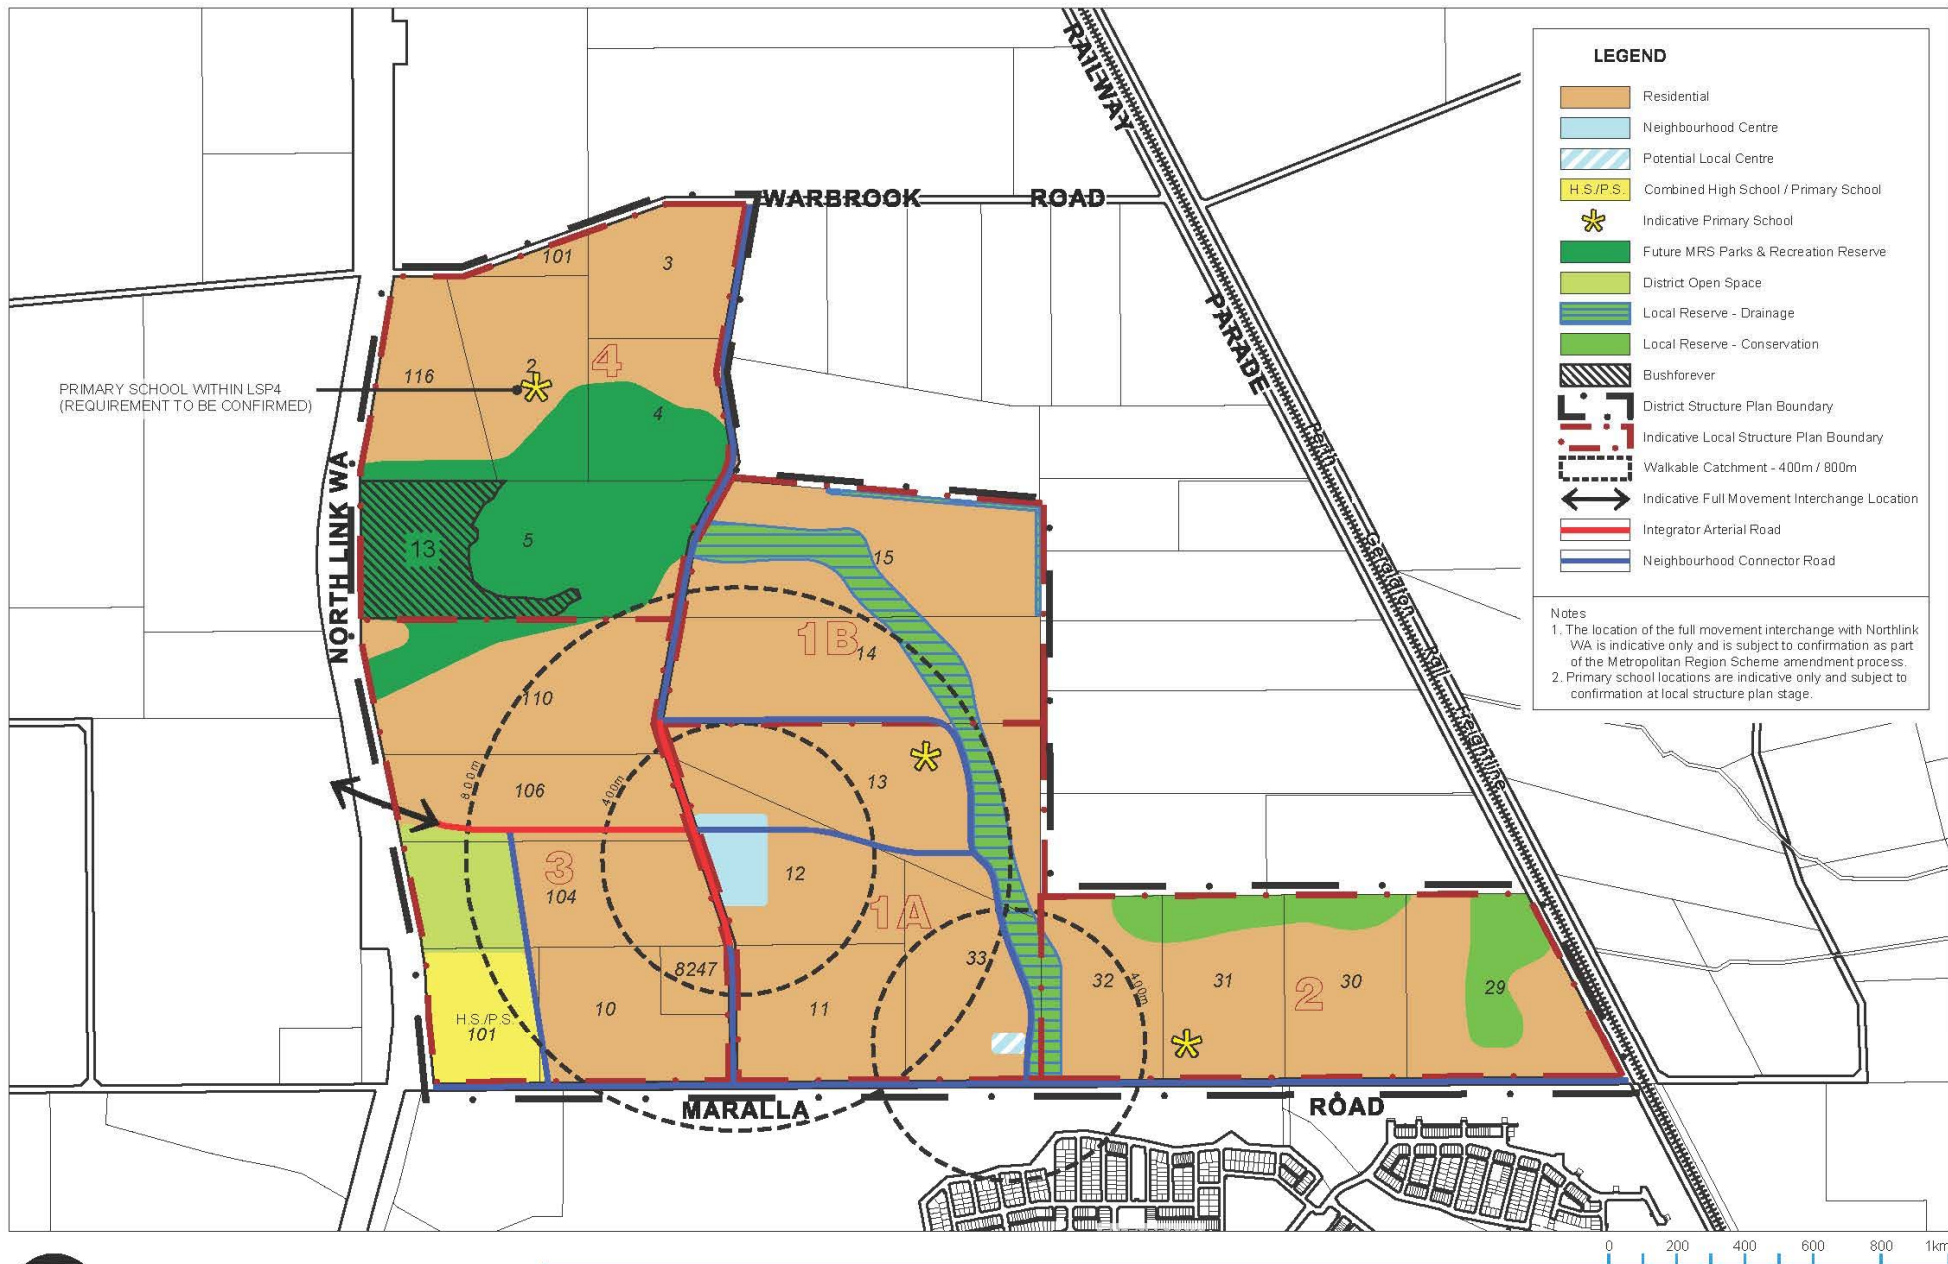 RAILWAY
PARADE
WARBROOK ROAD
101
3
116
2
4
4
PRIMARY SCHOOL WITHIN LSP4
(REQUIREMENT TO BE CONFIRMED)
NORTH LINK WA
13
5
15
1B
14
110
106
800m
400m
13
12
3
104
1A
8247
33
32
400m
31
2
30
29
H.S./P.S.
101
10
11
MARALLA ROAD
Perth Geraldton Rail Freightline
LEGEND
Residential
Neighbourhood Centre
Potential Local Centre
H.S./P.S. Combined High School / Primary School
Indicative Primary School
Future MRS Parks & Recreation Reserve
District Open Space
Local Reserve - Drainage
Local Reserve - Conservation
Bushforever
District Structure Plan Boundary
Indicative Local Structure Plan Boundary
Walkable Catchment - 400m / 800m
Indicative Full Movement Interchange Location
Integrator Arterial Road
Neighbourhood Connector Road
Notes
1. The location of the full movement interchange with Northlink
WA is indicative only and is subject to confirmation as part
of the Metropolitan Region Scheme amendment process.
2. Primary school locations are indicative only and subject to
confirmation at local structure plan stage.
0 200 400 600 800 1km